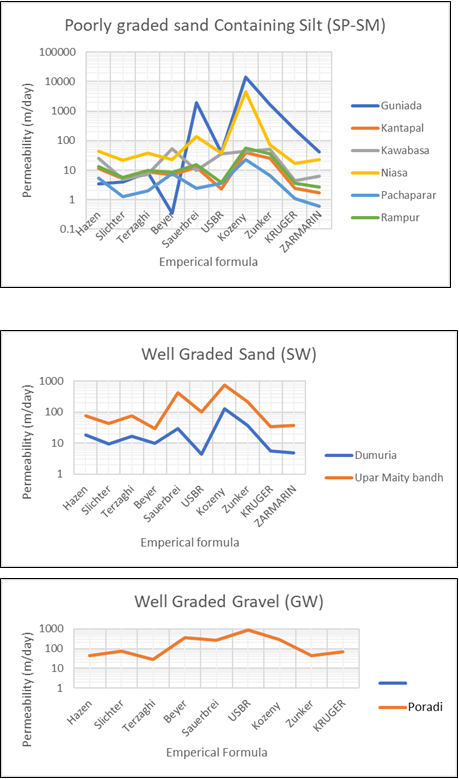 Poorly graded sand Containing Silt (SP-SM)
Permeability (m/day)
100000
10000
1000
100
10
1
0.1
Hazen
Slichter
Terzaghi
Beyer
Sauerbrei
USBR
Kozeny
Zunker
KRUGER
ZARMARIN
Emperical formula
Guniada
Kantapal
Kawabasa
Niasa
Pachaparar
Rampur
Well Graded Sand (SW)
Permeability (m/day)
1000
100
10
1
Hazen
Slichter
Terzaghi
Beyer
Sauerbrei
USBR
Kozeny
Zunker
KRUGER
ZARMARIN
Emperical formula
Dumuria
Upar Maity bandh
Well Graded Gravel (GW)
Permeability (m/day)
1000
100
10
1
Hazen
Slichter
Terzaghi
Beyer
Sauerbrei
USBR
Kozeny
Zunker
KRUGER
Emperical Formula
Poradi